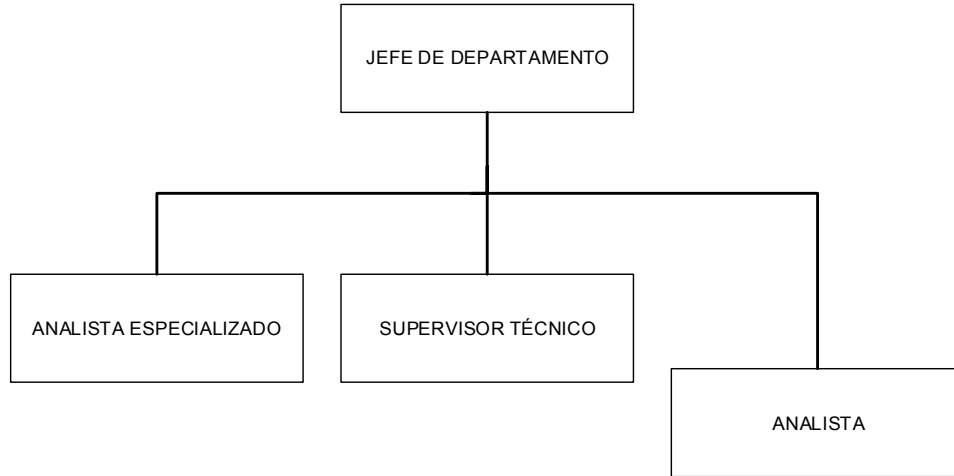 JEFE DE DEPARTAMENTO
ANALISTA ESPECIALIZADO
SUPERVISOR TÉCNICO
ANALISTA